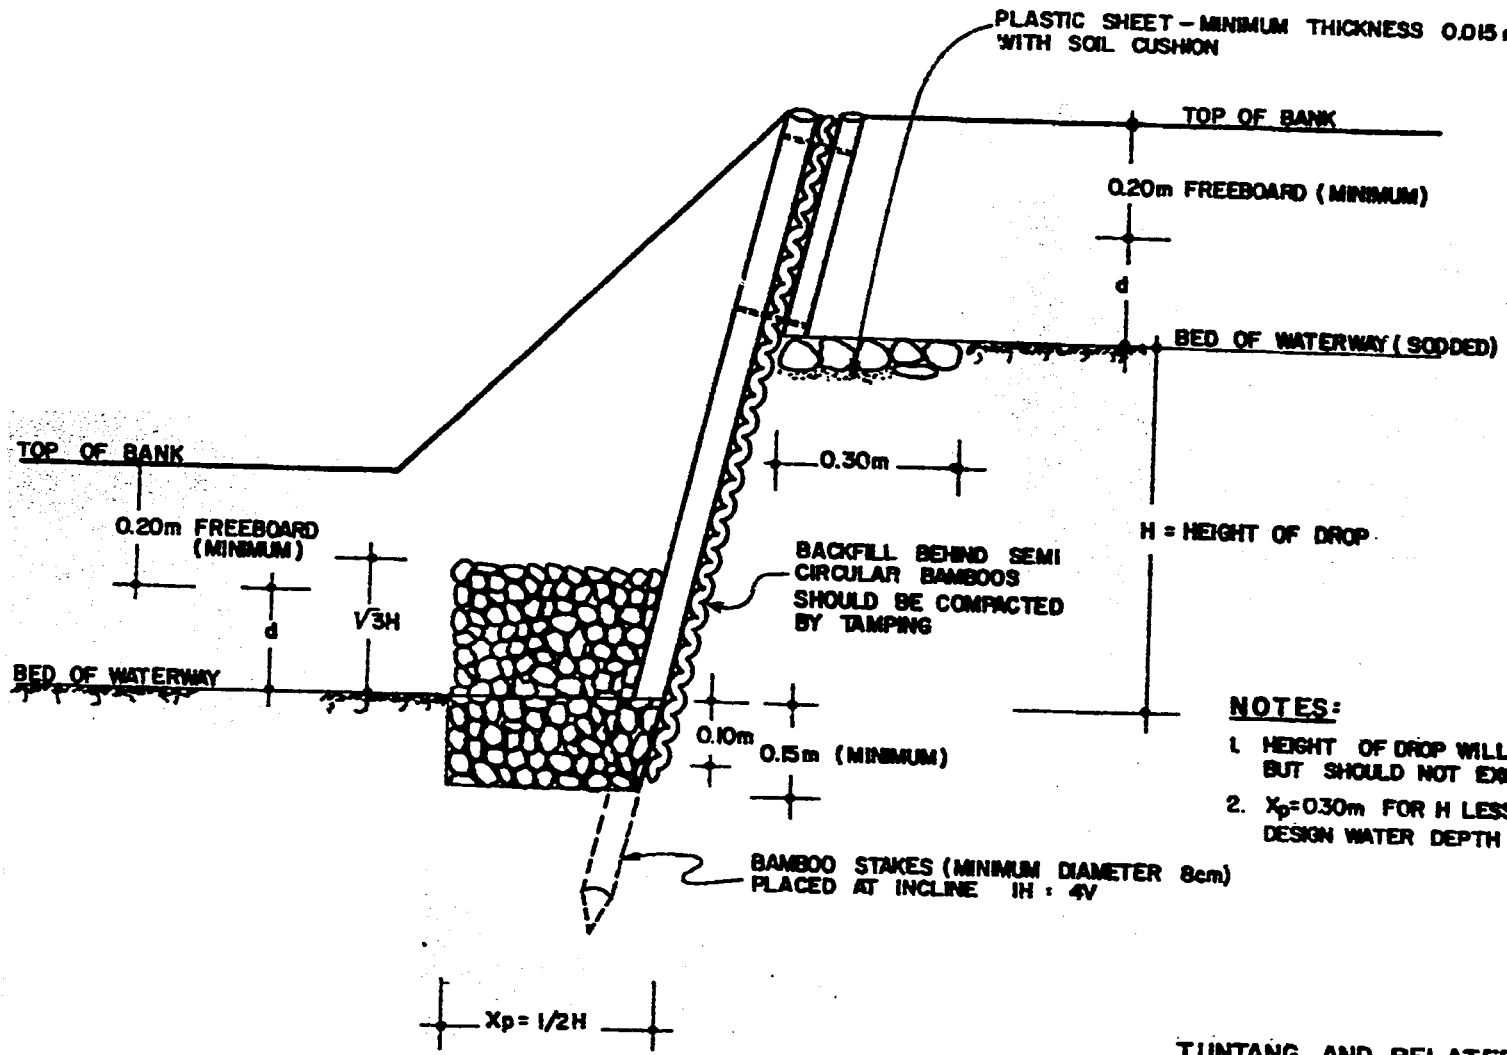 PLASTIC SHEET - MINIMUM THICKNESS 0.015
WITH SOIL CUSHION
TOP OF BANK
0.20m FREEBOARD (MINIMUM)
d
BED OF WATERWAY (SODDED)
TOP OF BANK
0.30m
0.20m FREEBOARD
(MINIMUM)
H = HEIGHT OF DROP
BACKFILL BEHIND SEMI
CIRCULAR BAMBOOS
SHOULD BE COMPACTED
BY TAMPING
d
√3H
BED OF WATERWAY
0.10m
0.15m (MINIMUM)
NOTES:
1. HEIGHT OF DROP WILL
BUT SHOULD NOT
2. Xp=0.30m FOR H LESS
DESIGN WATER DEPTH
BAMBOO STAKES (MINIMUM DIAMETER 8cm)
PLACED AT INCLINE 1H : 4V
Xp = 1/2H
TUNTANG AND